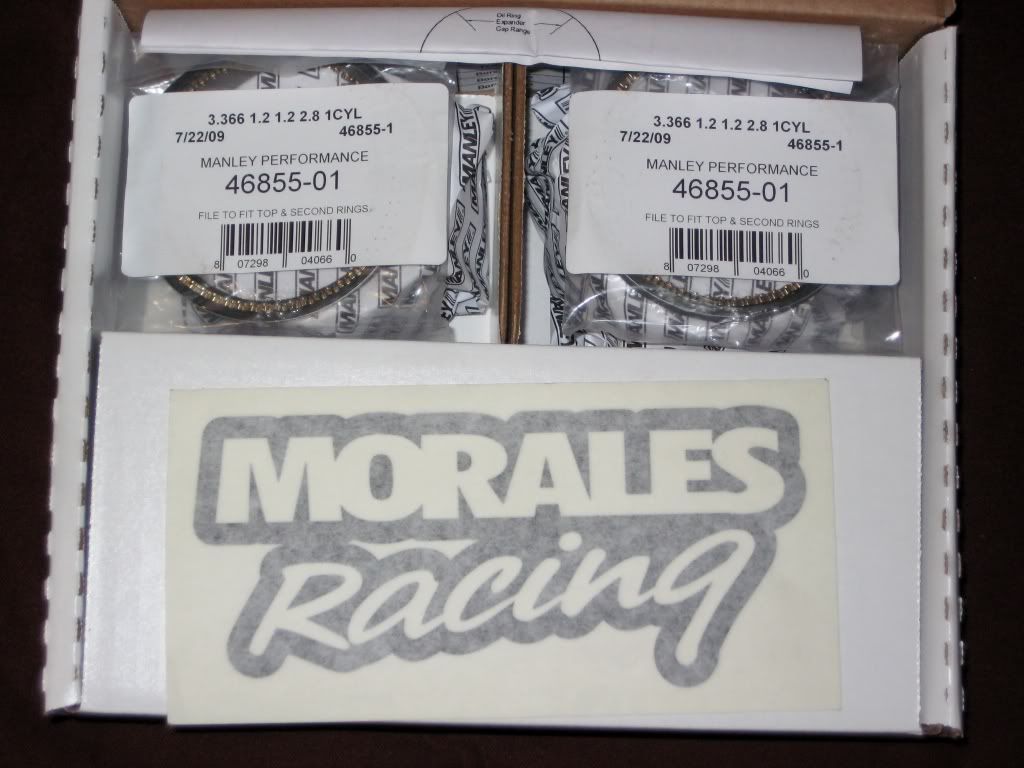 Oil Ring
Expander
Gap Range
3.366 1.2 1.2 2.8 1CYL
7/22/09 46855-1
MANLEY PERFORMANCE
46855-01
FILE TO FIT TOP & SECOND RINGS
8 07298 04066 0
MANLEY
3.366 1.2 1.2 2.8 1CYL
7/22/09 46855-1
MANLEY PERFORMANCE
46855-01
FILE TO FIT TOP & SECOND RINGS
8 07298 04066 0
MANLEY
MORALES
Racing